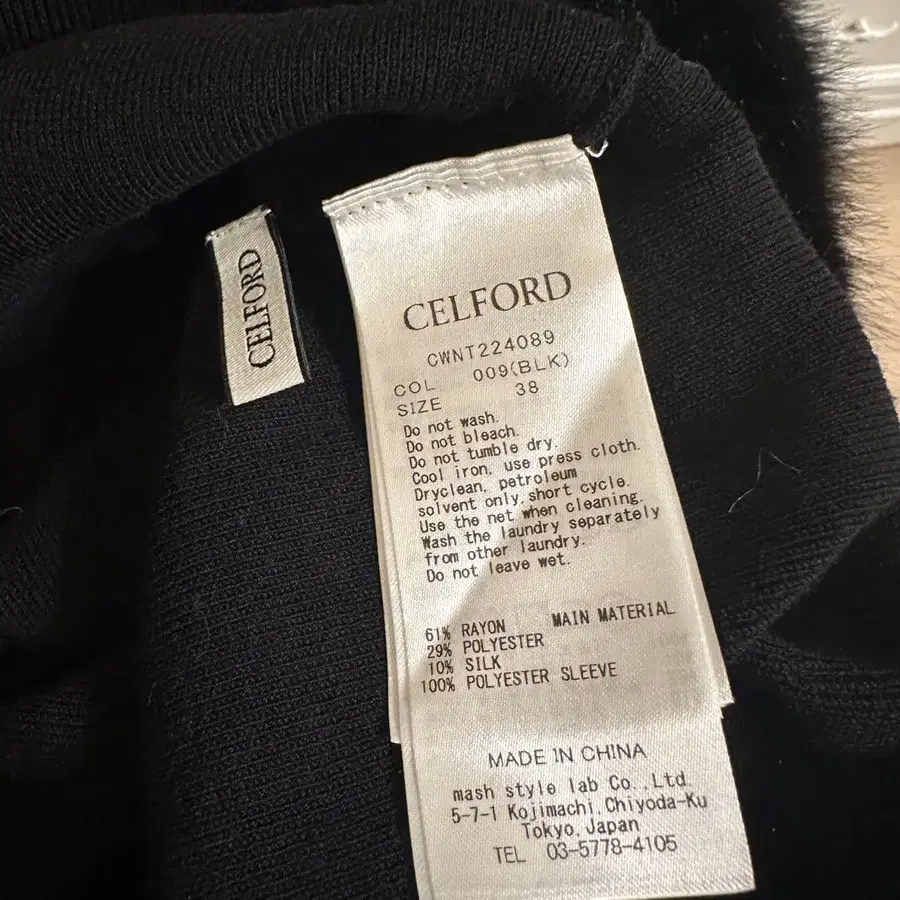 CELFORD
CELFORD
CWNT224089
COL 009(BLK)
SIZE 38
Do not wash.
Do not bleach.
Do not tumble dry.
Cool iron, use press cloth.
Dryclean, petroleum
solvent only,short cycle.
Use the net when cleaning.
Wash the laundry separately
from other laundry.
Do not leave wet.
61% RAYON MAIN MATERIAL
29% POLYESTER
10% SILK
100% POLYESTER SLEEVE
MADE IN CHINA
mash style lab Co.,Ltd.
5-7-1 Kojimachi,Chiyoda-Ku
Tokyo,Japan
TEL 03-5778-4105